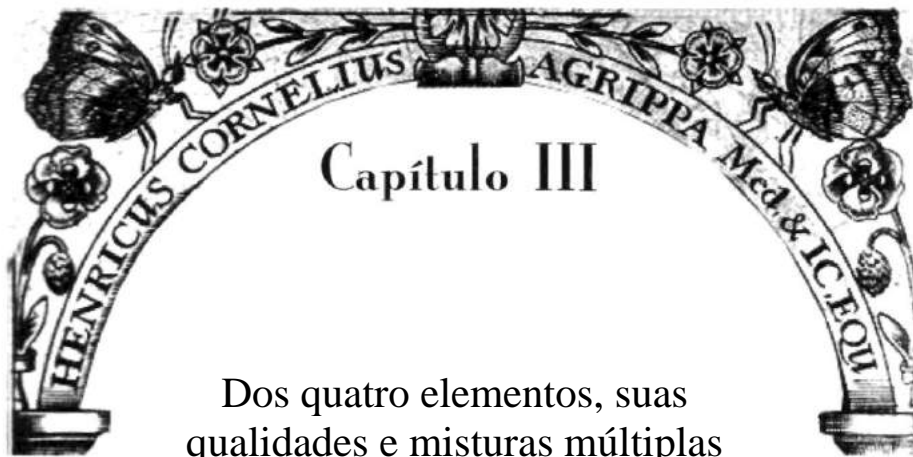 HENRICUS CORNELIUS AGRIPPA Med. & IC. EQU
Capítulo III
Dos quatro elementos, suas
qualidades e misturas múltiplas